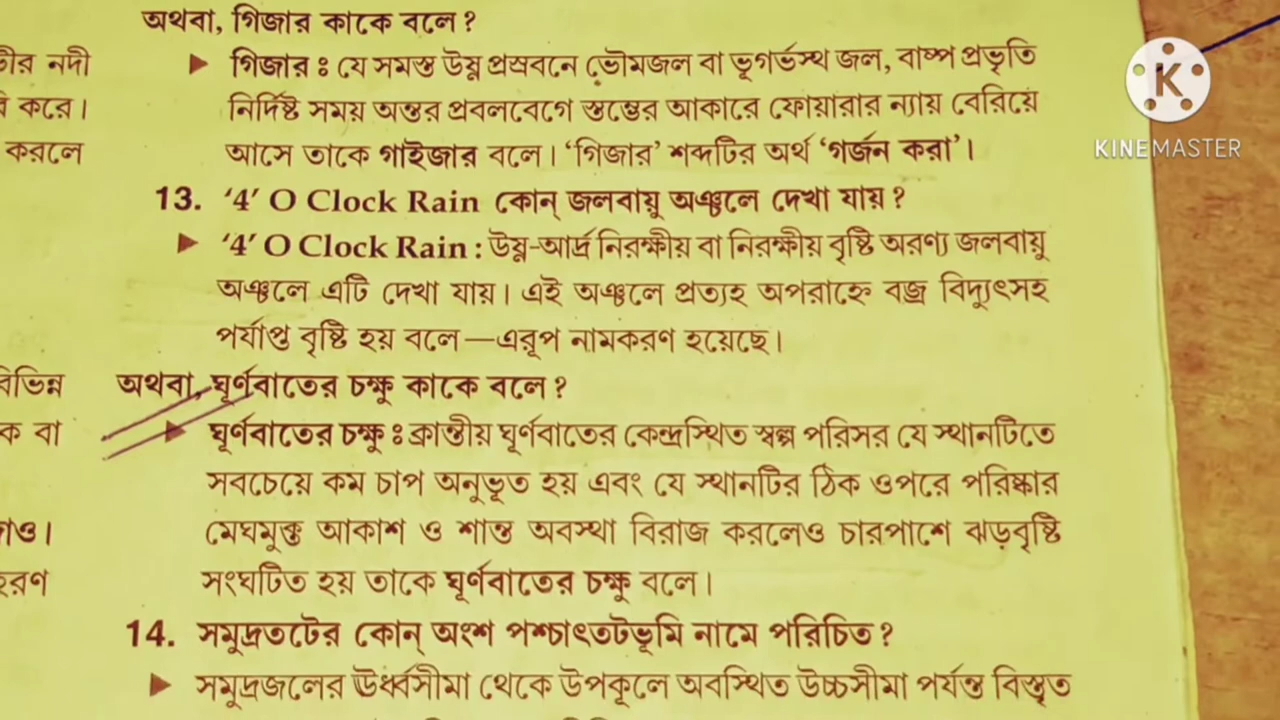 অথবা, গিজার কাকে বলে?
গিজার ঃ যে সমস্ত উষ্ণ প্রস্রবনে ভৌমজল বা ভূগর্ভস্থ জল, বাষ্প প্রভৃতি
নির্দিষ্ট সময় অন্তর প্রবলবেগে স্তম্ভের আকারে ফোয়ারার ন্যায় বেরিয়ে
আসে তাকে গাইজার বলে। 'গিজার' শব্দটির অর্থ 'গর্জন করা'।
13. '4' O Clock Rain কোন্ জলবায়ু অঞ্চলে দেখা যায়?
'4' O Clock Rain : উষ্ণ-আর্দ্র নিরক্ষীয় বা নিরক্ষীয় বৃষ্টি অরণ্য জলবায়ু
অঞ্চলে এটি দেখা যায়। এই অঞ্চলে প্রত্যহ অপরাহ্নে বজ্র বিদ্যুৎসহ
পর্যাপ্ত বৃষ্টি হয় বলে—এরূপ নামকরণ হয়েছে।
অথবা, ঘূর্ণবাতের চক্ষু কাকে বলে?
ঘূর্ণবাতের চক্ষু ঃ ক্রান্তীয় ঘূর্ণবাতের কেন্দ্রস্থিত স্বল্প পরিসর যে স্থানটিতে
সবচেয়ে কম চাপ অনুভূত হয় এবং যে স্থানটির ঠিক ওপরে পরিষ্কার
মেঘমুক্ত আকাশ ও শান্ত অবস্থা বিরাজ করলেও চারপাশে ঝড়বৃষ্টি
সংঘটিত হয় তাকে ঘূর্ণবাতের চক্ষু বলে।
14. সমুদ্রতটের কোন্ অংশ পশ্চাৎতটভূমি নামে পরিচিত?
সমুদ্রজলের ঊর্ধ্বসীমা থেকে উপকূলে অবস্থিত উচ্চসীমা পর্যন্ত বিস্তৃত
নদী
করে।
করলে
বা
K
KINEMASTER